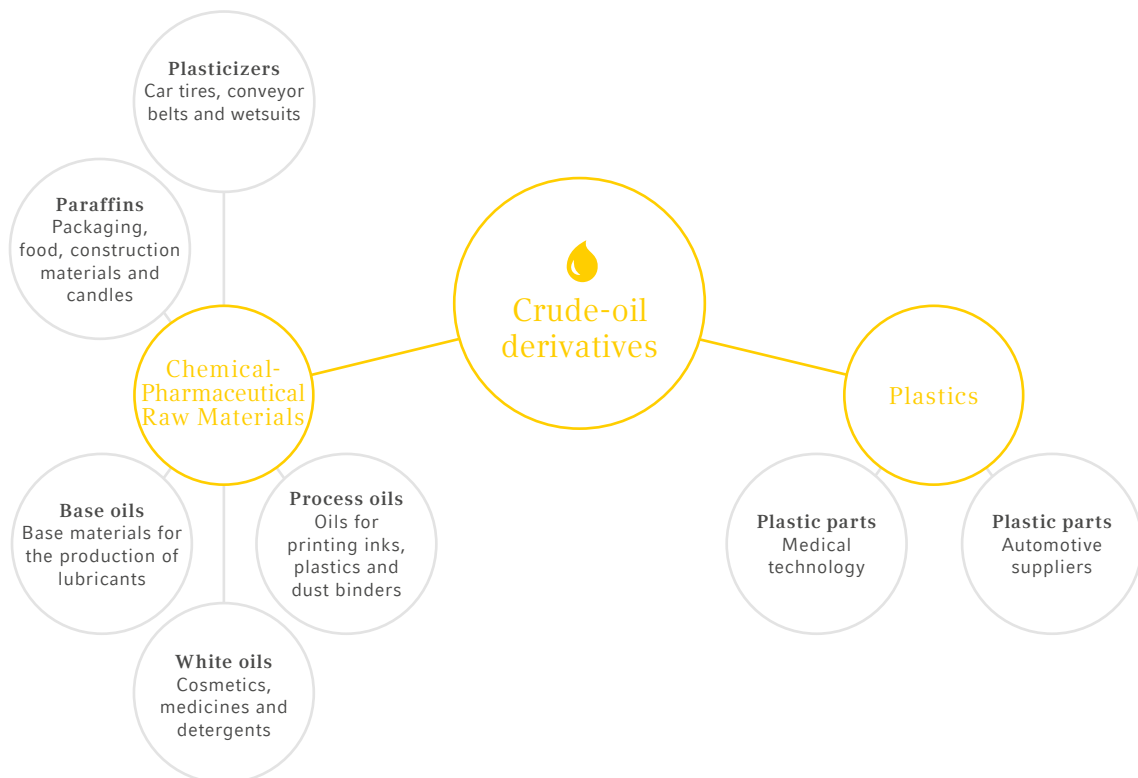 Plasticizers
Car tires, conveyor
belts and wetsuits
Paraffins
Packaging,
food, construction
materials and
candles
Crude-oil
derivatives
Chemical-
Pharmaceutical
Raw Materials
Plastics
Base oils
Base materials for
the production of
lubricants
Process oils
Oils for
printing inks,
plastics and
dust binders
Plastic parts
Medical
technology
Plastic parts
Automotive
suppliers
White oils
Cosmetics,
medicines and
detergents